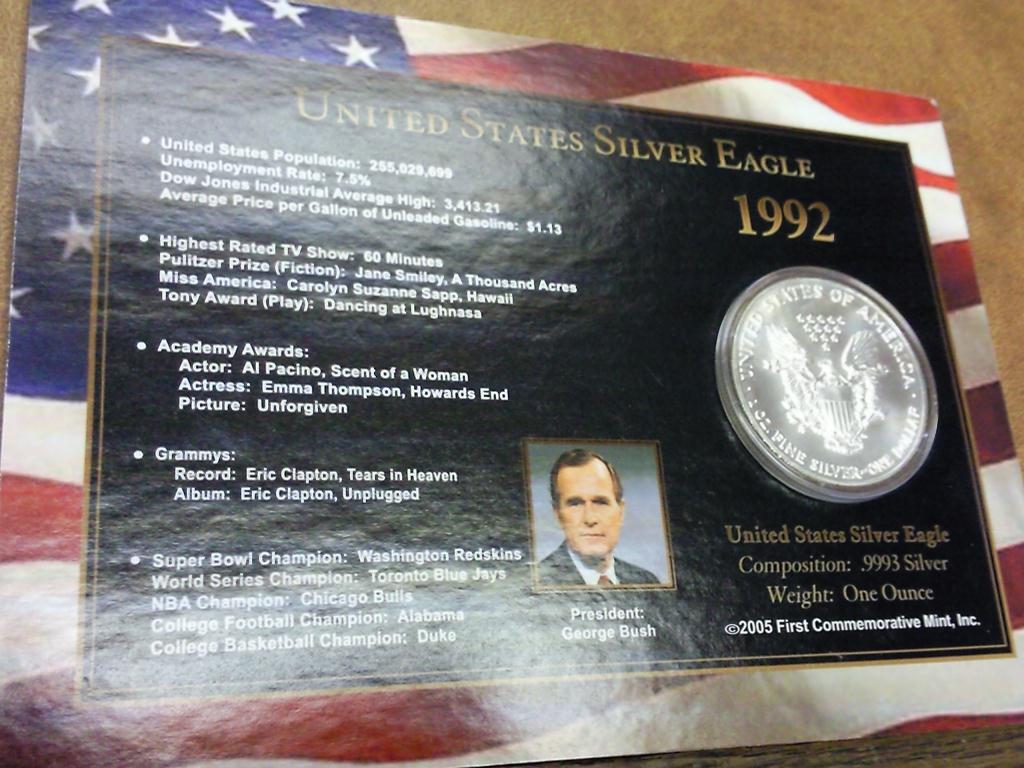 UNITED STATES SILVER EAGLE
1992
• United States Population: 255,029,699
Unemployment Rate: 7.5%
Dow Jones Industrial Average High: 3,413.21
Average Price per Gallon of Unleaded Gasoline: $1.13
• Highest Rated TV Show: 60 Minutes
Pulitzer Prize (Fiction): Jane Smiley, A Thousand Acres
Miss America: Carolyn Suzanne Sapp, Hawaii
Tony Award (Play): Dancing at Lughnasa
• Academy Awards:
Actor: Al Pacino, Scent of a Woman
Actress: Emma Thompson, Howards End
Picture: Unforgiven
• Grammys:
Record: Eric Clapton, Tears in Heaven
Album: Eric Clapton, Unplugged
• Super Bowl Champion: Washington Redskins
World Series Champion: Toronto Blue Jays
NBA Champion: Chicago Bulls
College Football Champion: Alabama
College Basketball Champion: Duke
President:
George Bush
UNITED STATES OF AMERICA
1 OZ. FINE SILVER~ONE DOLLAR
United States Silver Eagle
Composition: .9993 Silver
Weight: One Ounce
©2005 First Commemorative Mint, Inc.